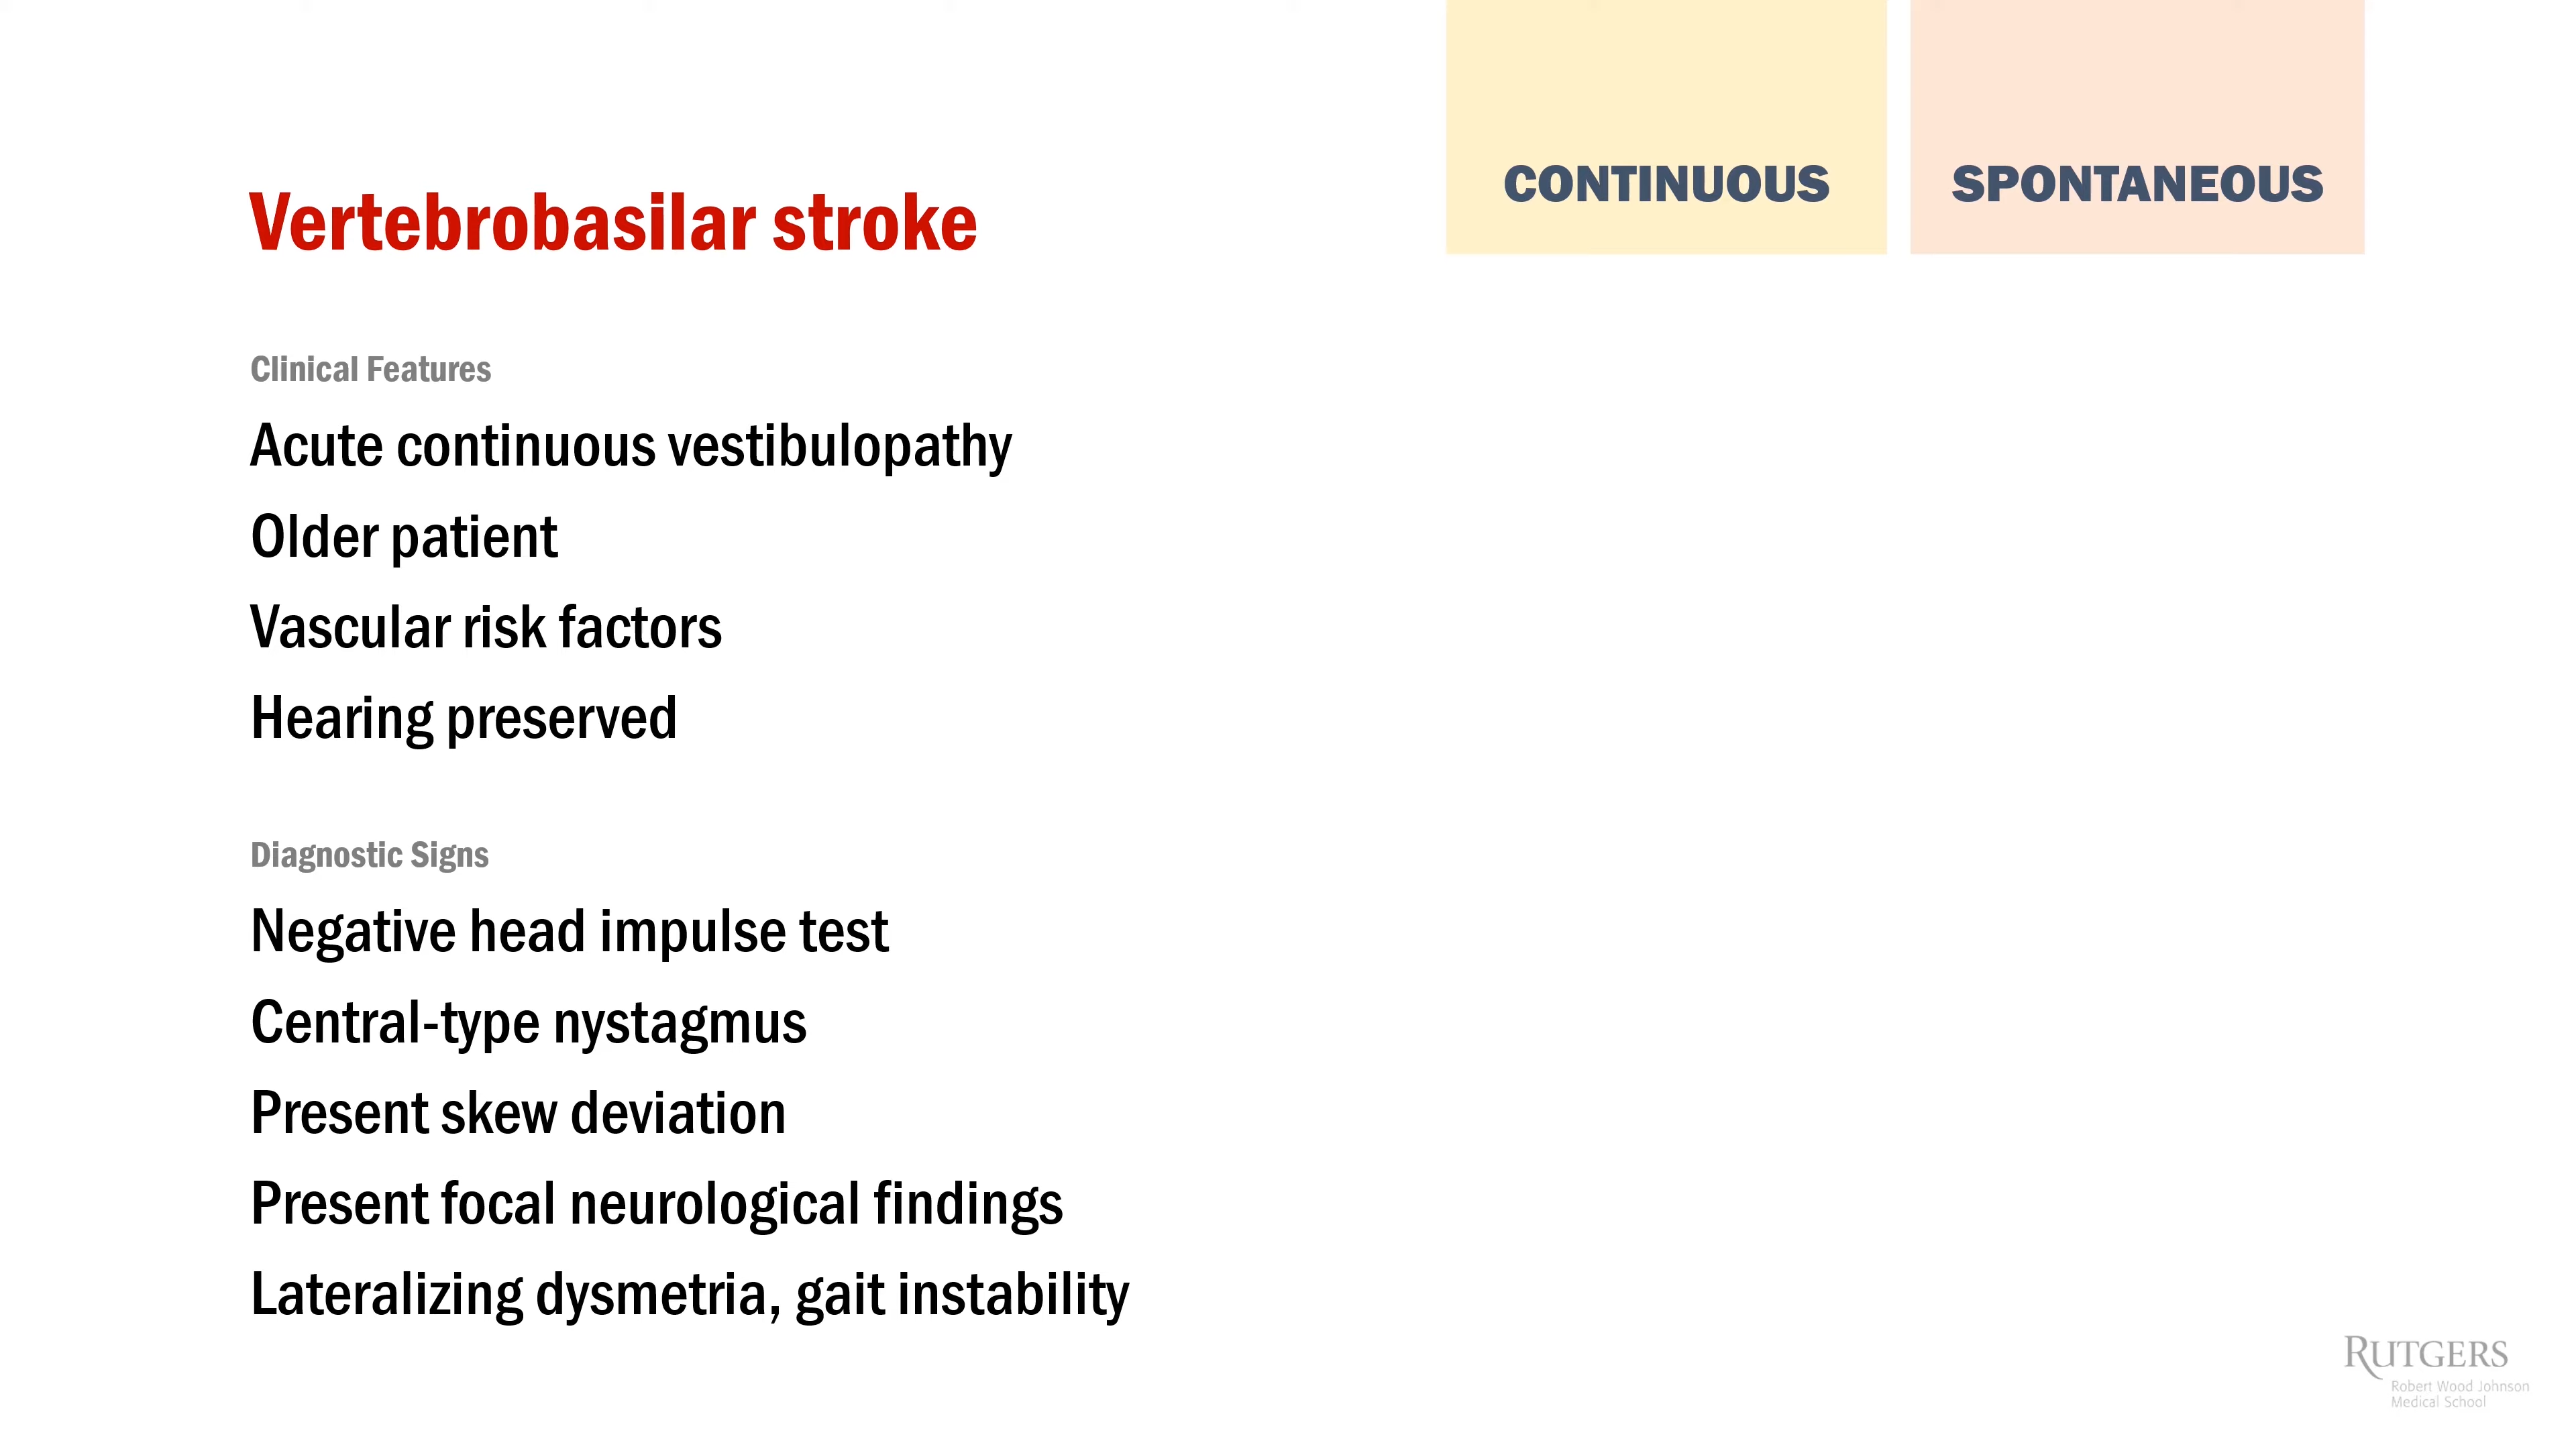 CONTINUOUS
SPONTANEOUS
Vertebrobasilar stroke
Clinical Features
Acute continuous vestibulopathy
Older patient
Vascular risk factors
Hearing preserved
Diagnostic Signs
Negative head impulse test
Central-type nystagmus
Present skew deviation
Present focal neurological findings
Lateralizing dysmetria, gait instability
RUTGERS
Robert Wood Johnson
Medical School